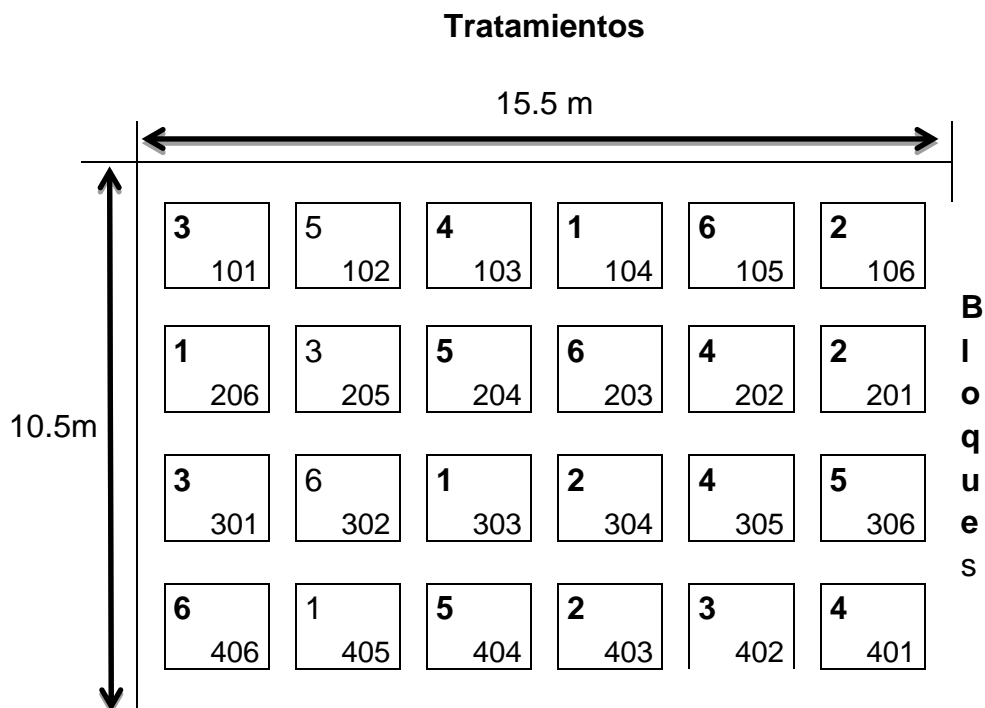 Tratamientos
15.5 m
3 5 4 1 6 2
101 102 103 104 105 106
1 3 5 6 4 2
206 205 204 203 202 201
10.5m
3 6 1 2 4 5
301 302 303 304 305 306
6 1 5 2 3 4
406 405 404 403 402 401
B
l
o
q
u
e
s